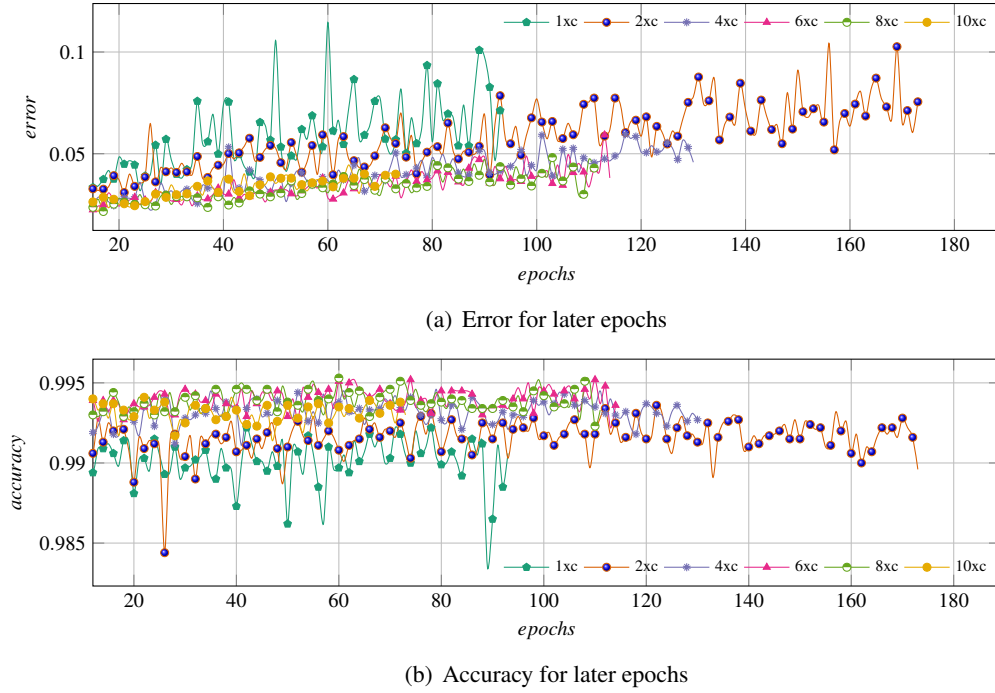 1xc 2xc 4xc 6xc 8xc 10xc
0.1
0.05
error
20 40 60 80 100 120 140 160 180
epochs
(a) Error for later epochs
0.995
0.99
0.985
accuracy
1xc 2xc 4xc 6xc 8xc 10xc
20 40 60 80 100 120 140 160 180
epochs
(b) Accuracy for later epochs